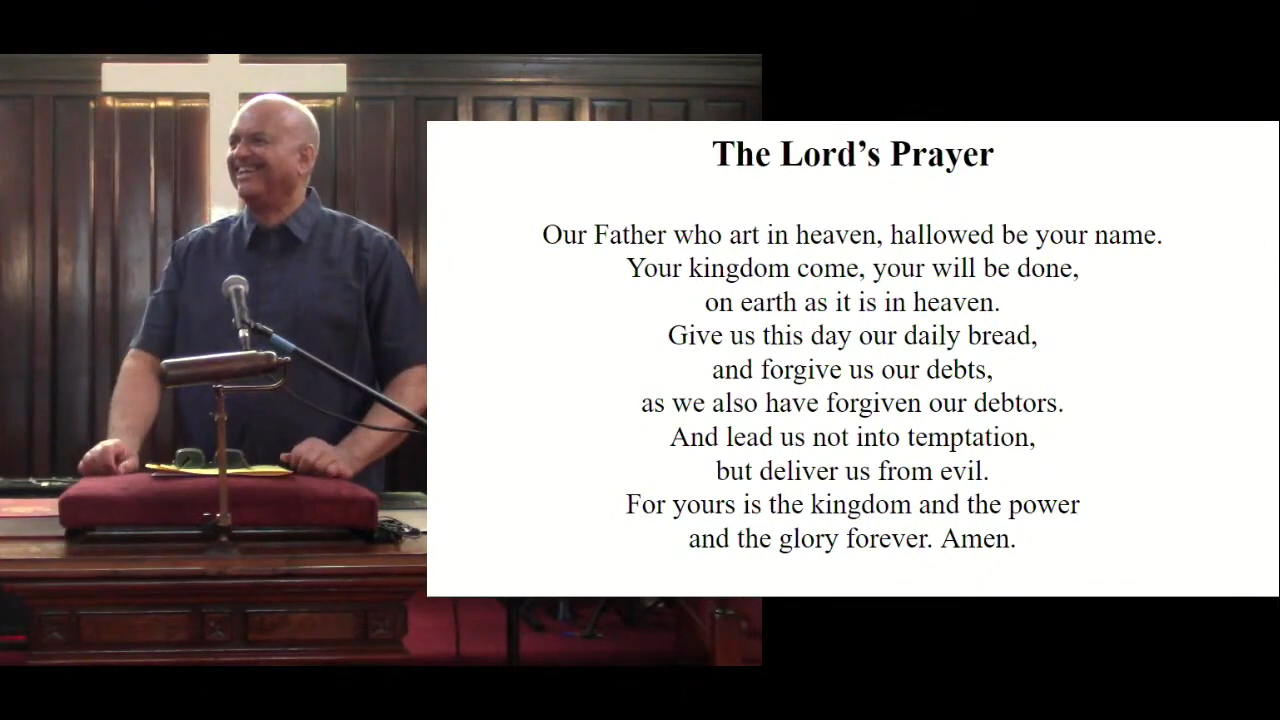 The Lord’s Prayer
Our Father who art in heaven, hallowed be your name.
Your kingdom come, your will be done,
on earth as it is in heaven.
Give us this day our daily bread,
and forgive us our debts,
as we also have forgiven our debtors.
And lead us not into temptation,
but deliver us from evil.
For yours is the kingdom and the power
and the glory forever. Amen.